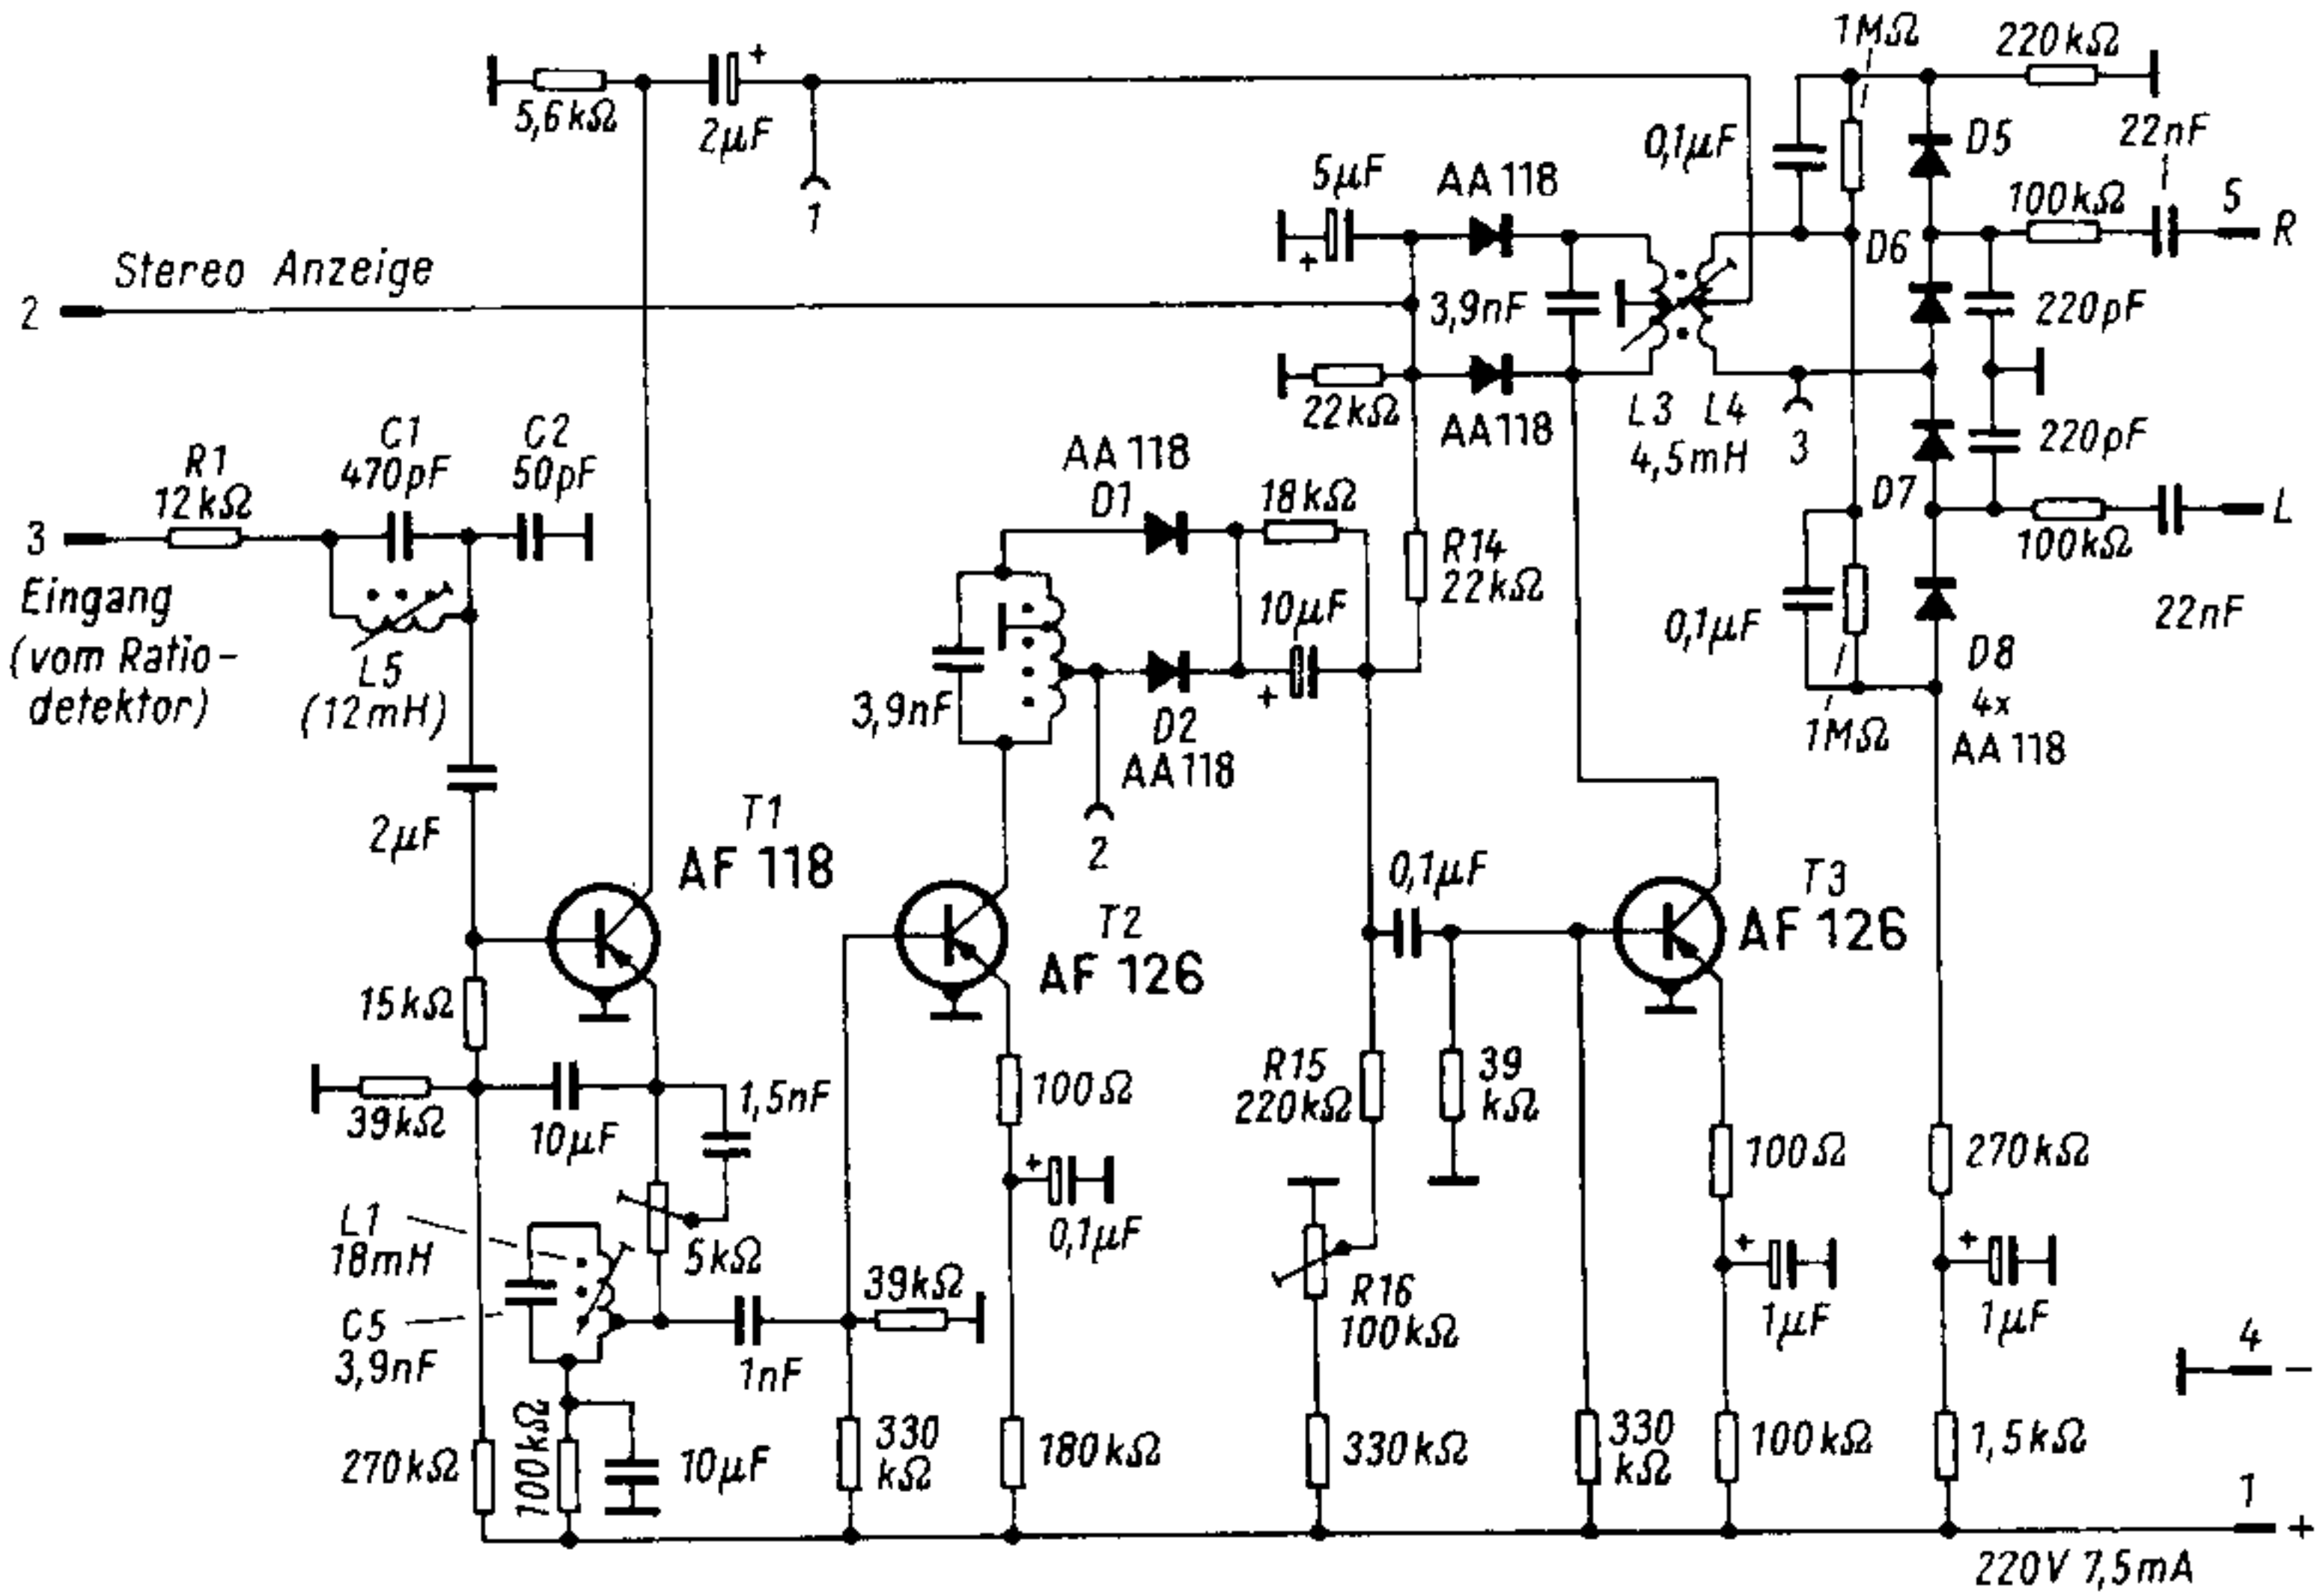 1MΩ
220kΩ
5,6kΩ
+
2µF
1
0,1µF
D5
22nF
5µF
+
AA118
100kΩ
5
R
D6
Stereo Anzeige
2
3,9nF
220pF
22kΩ
AA118
L3 L4
4,5mH
3
220pF
C1
470pF
C2
50pF
R1
12kΩ
AA118
D1
18kΩ
D7
L
3
Eingang
(vom Ratio-
detektor)
R14
22kΩ
100kΩ
10µF
+
L5
(12mH)
0,1µF
22nF
3,9nF
D2
AA118
1MΩ
D8
4x
AA118
2µF
T1
AF 118
2
0,1µF
T2
AF 126
T3
AF 126
15kΩ
39kΩ
10µF
1,5nF
100Ω
R15
220kΩ
39
kΩ
100Ω
270kΩ
+
0,1µF
L1
18mH
5kΩ
39kΩ
C5
3,9nF
1nF
R16
100kΩ
+
1µF
+
1µF
4
-
270kΩ
100kΩ
10µF
330
kΩ
180kΩ
330kΩ
330
kΩ
100kΩ
1,5kΩ
1
+
220V 7,5mA